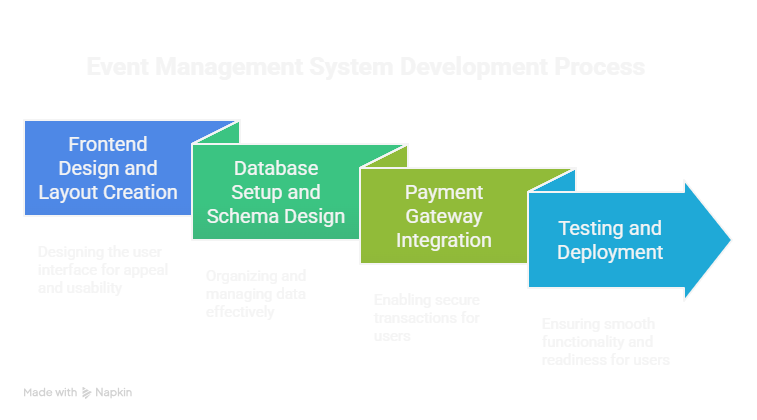 Event Management System Development Process
Frontend
Design and
Layout Creation
Designing the user
interface for appeal
and usability
Database
Setup and
Schema Design
Organizing and
managing data
effectively
Payment
Gateway
Integration
Enabling secure
transactions for
users
Testing and
Deployment
Ensuring smooth
functionality and
readiness for users
Made with Napkin